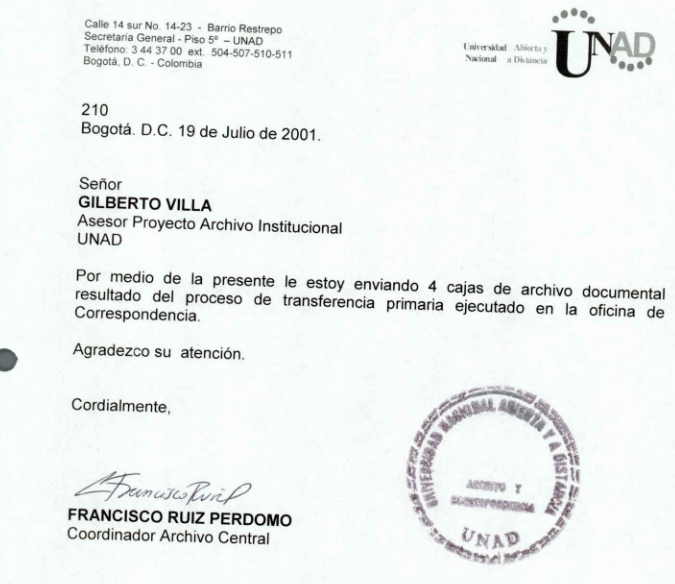 Calle 14 sur No. 14-23 - Barrio Restrepo
Secretaría General - Piso 5º – UNAD
Teléfono: 3 44 37 00 ext. 504-507-510-511
Bogotá, D. C. - Colombia
Universidad Abierta y
Nacional a Distancia
UNAD
210
Bogotá. D.C. 19 de Julio de 2001.
Señor
GILBERTO VILLA
Asesor Proyecto Archivo Institucional
UNAD
Por medio de la presente le estoy enviando 4 cajas de archivo documental
resultado del proceso de transferencia primaria ejecutado en la oficina de
Correspondencia.
Agradezco su atención.
Cordialmente,
Francisco Ruiz P
FRANCISCO RUIZ PERDOMO
Coordinador Archivo Central
UNIVERSIDAD NACIONAL ABIERTA Y A DISTANCIA
ARCHIVO Y
CORRESPONDENCIA
UNAD